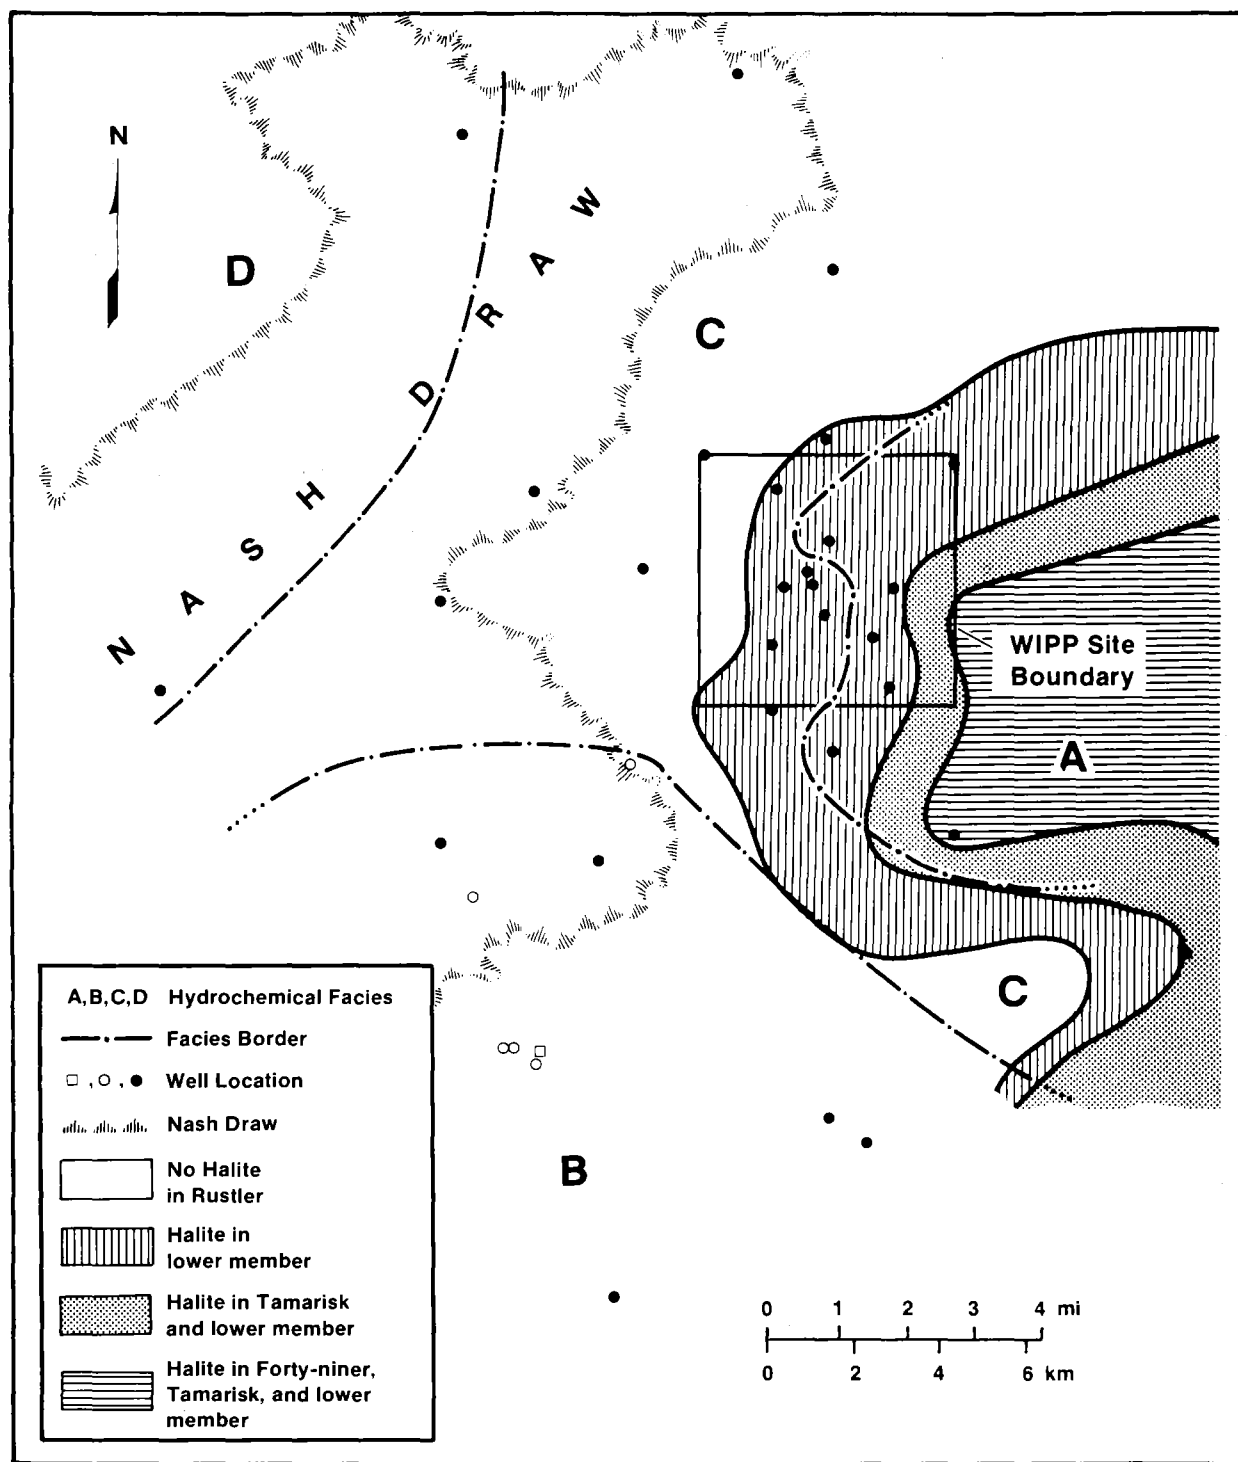 N
D
N A S H D R A W
C
WIPP Site
Boundary
A
C
B
A,B,C,D Hydrochemical Facies
Facies Border
, , Well Location
Nash Draw
No Halite
in Rustler
Halite in
lower member
Halite in Tamarisk
and lower member
Halite in Forty-niner,
Tamarisk, and lower
member
0 1 2 3 4 mi
0 2 4 6 km